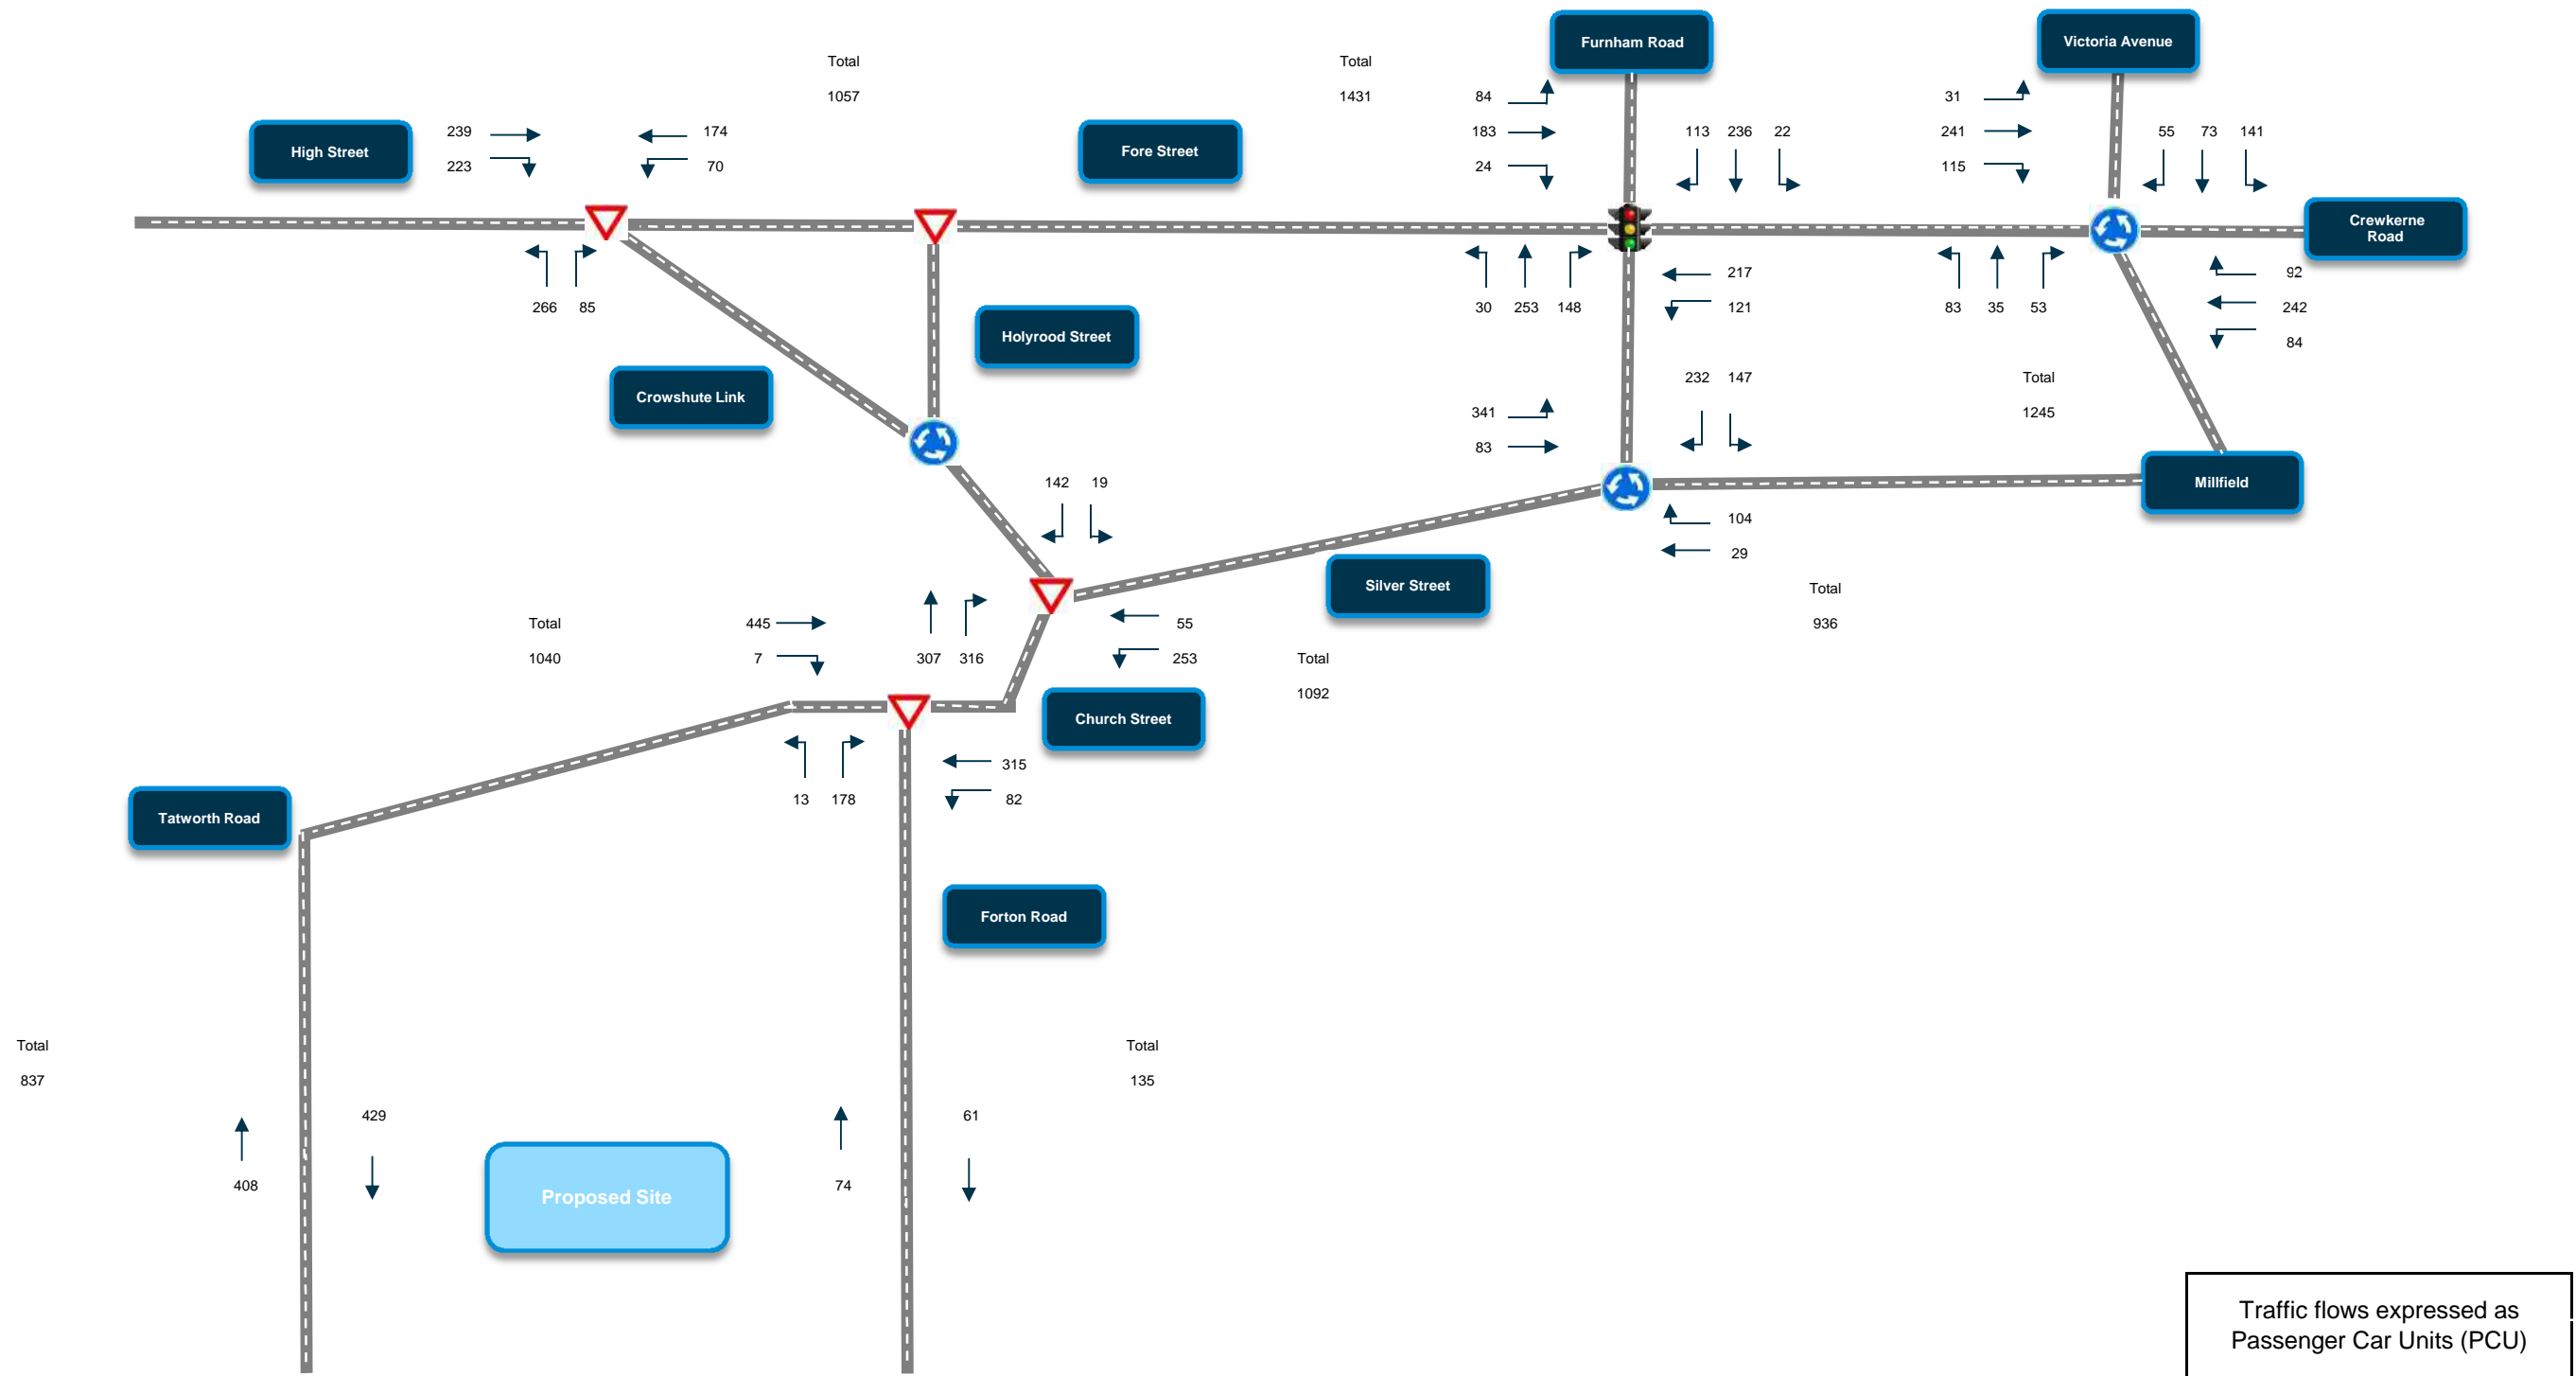 Furnham Road
Victoria Avenue
Total
Total
1057
1431
84
31
High Street
239
174
Fore Street
183
113
236
22
241
55
73
141
223
70
24
115
Crewkerne
Road
266
85
30
253
148
217
121
83
35
53
92
242
84
Holyrood Street
Crowshute Link
232
147
Total
341
1245
83
142
19
Millfield
104
29
Silver Street
Total
936
Total
445
55
1040
7
307
316
253
Total
1092
Church Street
315
13
178
82
Tatworth Road
Forton Road
Total
Total
837
135
429
61
408
74
Proposed Site
Traffic flows expressed as
Passenger Car Units (PCU)